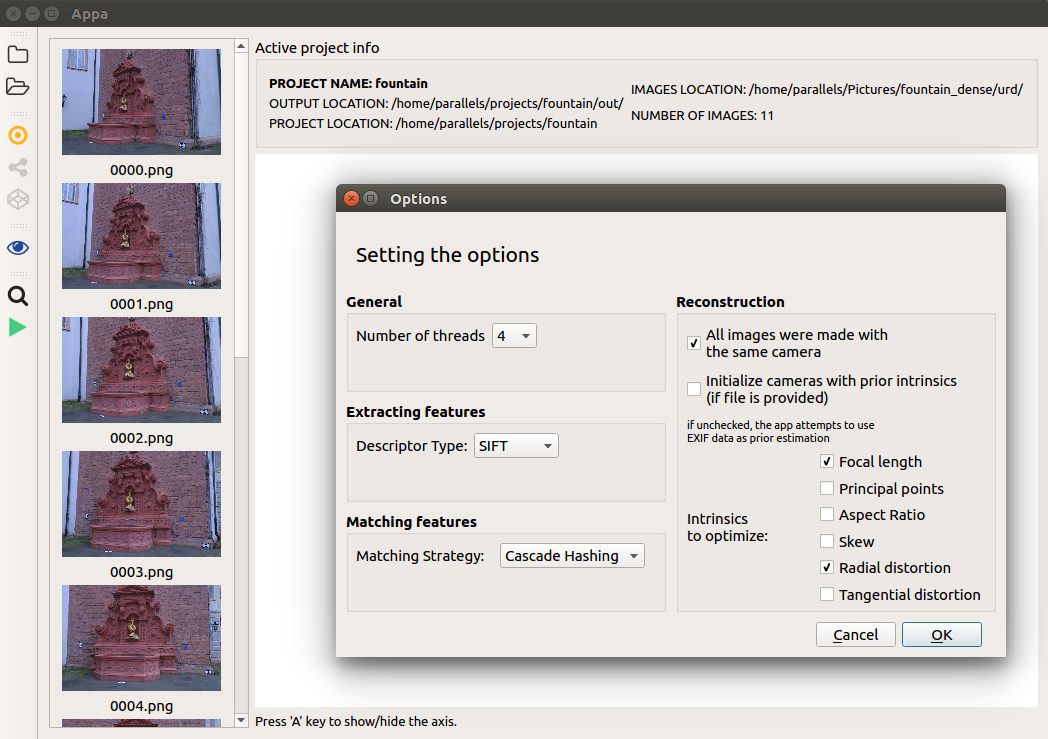 Appa
0000.png
0001.png
0002.png
0003.png
0004.png
Active project info
PROJECT NAME: fountain
OUTPUT LOCATION: /home/parallels/projects/fountain/out/
PROJECT LOCATION: /home/parallels/projects/fountain
IMAGES LOCATION: /home/parallels/Pictures/fountain_dense/urd/
NUMBER OF IMAGES: 11
Options
Setting the options
General
Number of threads 4
Extracting features
Descriptor Type: SIFT
Matching features
Matching Strategy: Cascade Hashing
Reconstruction
All images were made with
the same camera
Initialize cameras with prior intrinsics
(if file is provided)
if unchecked, the app attempts to use
EXIF data as prior estimation
Intrinsics
to optimize:
Focal length
Principal points
Aspect Ratio
Skew
Radial distortion
Tangential distortion
Cancel
OK
Press 'A' key to show/hide the axis.